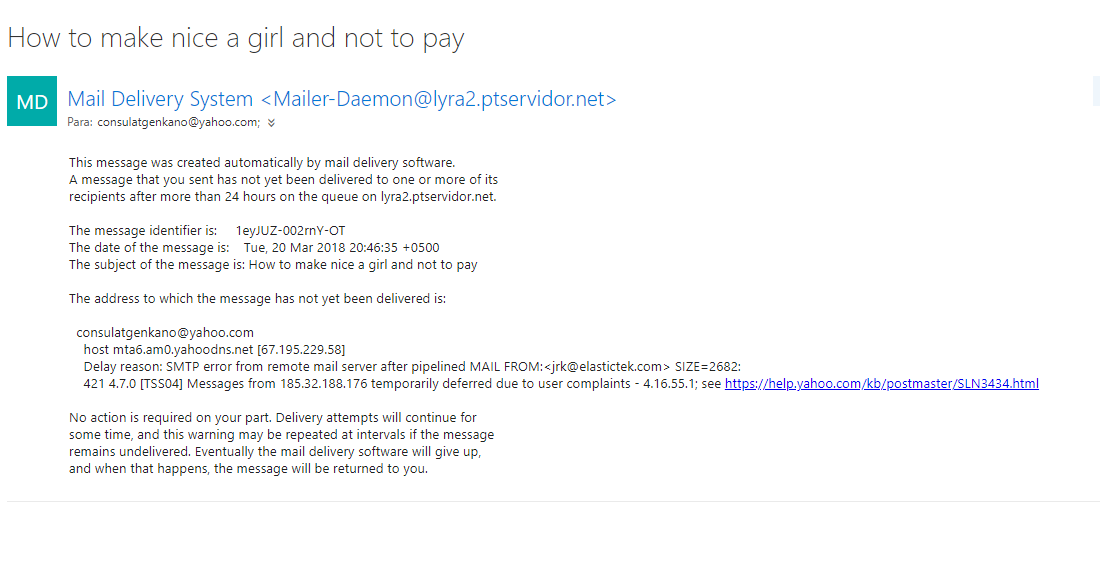 How to make nice a girl and not to pay
MD
Mail Delivery System <Mailer-Daemon@lyra2.ptservidor.net>
Para: consulatgenkano@yahoo.com;
This message was created automatically by mail delivery software.
A message that you sent has not yet been delivered to one or more of its
recipients after more than 24 hours on the queue on lyra2.ptservidor.net.
The message identifier is: 1eyJUZ-002rnY-OT
The date of the message is: Tue, 20 Mar 2018 20:46:35 +0500
The subject of the message is: How to make nice a girl and not to pay
The address to which the message has not yet been delivered is:
consulatgenkano@yahoo.com
host mta6.am0.yahoodns.net [67.195.229.58]
Delay reason: SMTP error from remote mail server after pipelined MAIL FROM:<jrk@elastictek.com> SIZE=2682:
421 4.7.0 [TSS04] Messages from 185.32.188.176 temporarily deferred due to user complaints - 4.16.55.1; see https://help.yahoo.com/kb/postmaster/SLN3434.html
No action is required on your part. Delivery attempts will continue for
some time, and this warning may be repeated at intervals if the message
remains undelivered. Eventually the mail delivery software will give up,
and when that happens, the message will be returned to you.